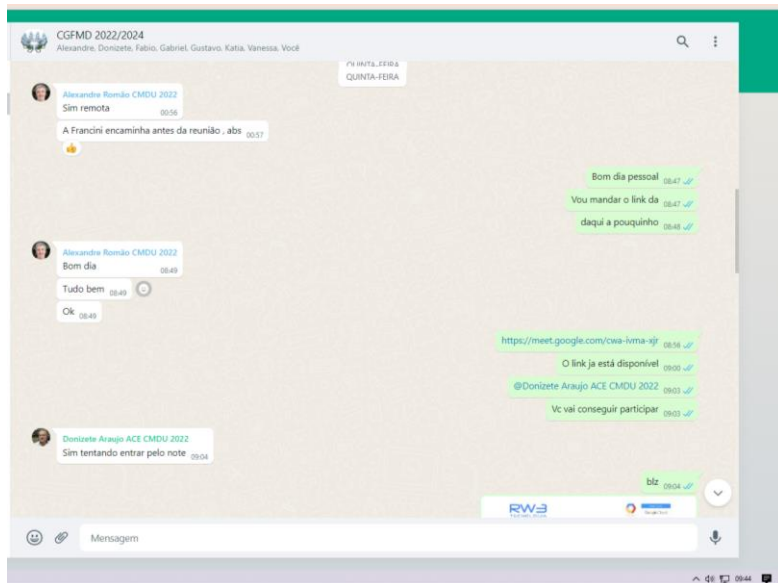 CGFMD 2022/2024
Alexandre, Donizete, Fabio, Gabriel, Gustavo, Katia, Vanessa, Você
QUINTA-FEIRA
QUINTA-FEIRA
Alexandre Romão CMDU 2022
Sim remota 00:56
A Francini encaminha antes da reunião , abs 00:57
Bom dia pessoal 08:47
Vou mandar o link da 08:47
daqui a pouquinho 08:48
Alexandre Romão CMDU 2022
Bom dia 08:49
Tudo bem 08:49
Ok 08:49
https://meet.google.com/cwa-ivma-xjr 08:56
O link ja está disponível 09:00
@Donizete Araujo ACE CMDU 2022 09:03
Vc vai conseguir participar 09:03
Donizete Araujo ACE CMDU 2022
Sim tentando entrar pelo note 09:04
blz 09:04
RW3
Google Cloud
Mensagem
09:44